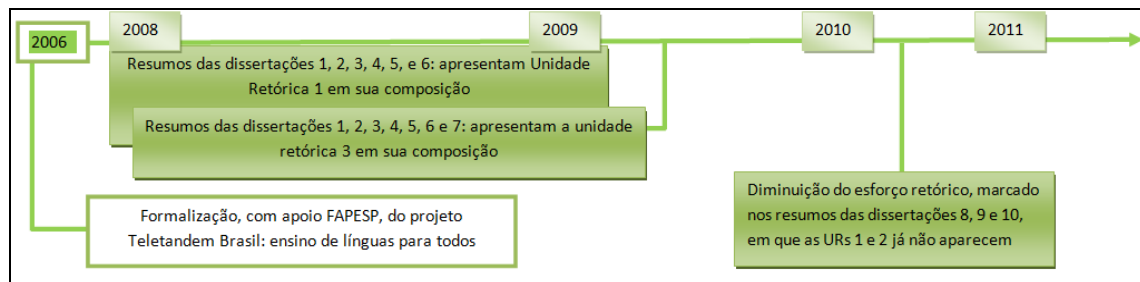 2006
2008
2009
2010
2011
Resumos das dissertações 1, 2, 3, 4, 5, e 6: apresentam Unidade
Retórica 1 em sua composição
Resumos das dissertações 1, 2, 3, 4, 5, 6 e 7: apresentam a unidade
retórica 3 em sua composição
Formalização, com apoio FAPESP, do projeto
Teletandem Brasil: ensino de línguas para todos
Diminuição do esforço retórico, marcado
nos resumos das dissertações 8, 9 e 10,
em que as URs 1 e 2 já não aparecem